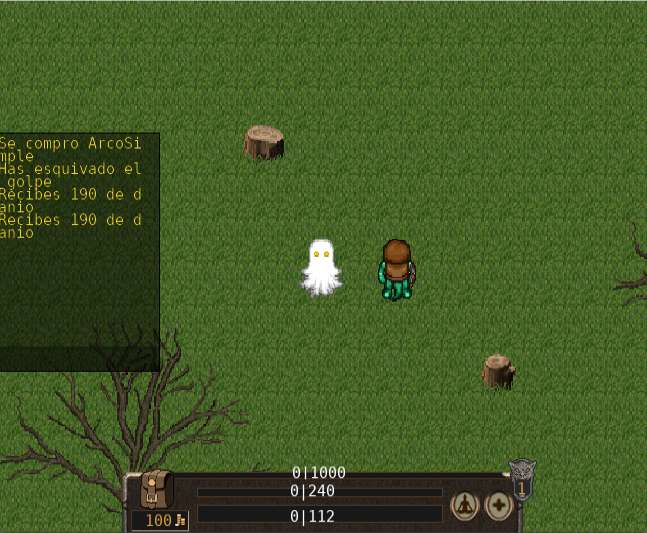 Se compro ArcoSi
mple
Has esquivado el
golpe
Recibes 190 de d
anio
Recibes 190 de d
anio
0|1000
0|240
1
0|112
100